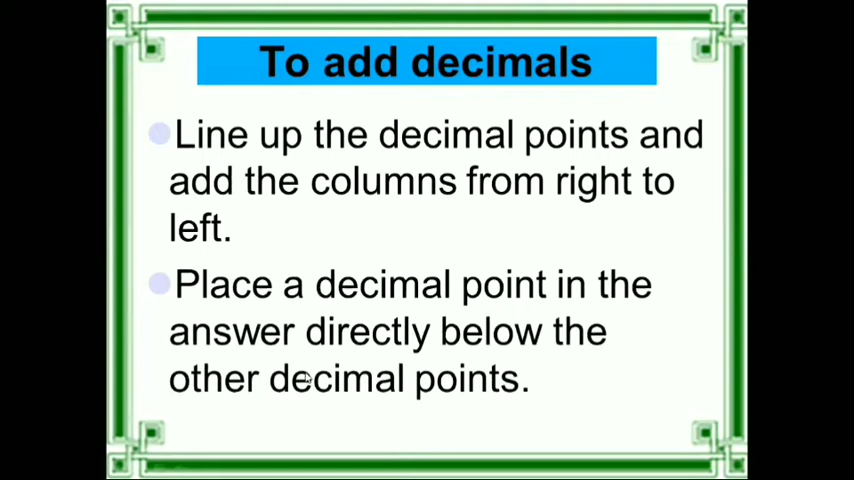 To add decimals
Line up the decimal points and
add the columns from right to
left.
Place a decimal point in the
answer directly below the
other decimal points.